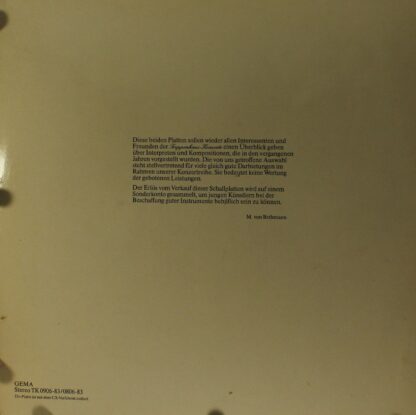 Diese beiden Platten sollen wieder allen Interessenten und
Freunden der Treppenhaus-Konzerte einen Überblick geben
über Interpreten und Kompositionen, die in den vergangenen
Jahren vorgestellt wurden. Die von uns getroffene Auswahl
steht stellvertretend für viele gleich gute Darbietungen im
Rahmen unserer Konzertreihe. Sie bedeutet keine Wertung
der gebotenen Leistungen.
Der Erlös vom Verkauf dieser Schallplatten wird auf einem
Sonderkonto gesammelt, um jungen Künstlern bei der
Beschaffung guter Instrumente behilflich sein zu können.
M. von Bethmann
GEMA
Stereo TK 0906-83/0806-83